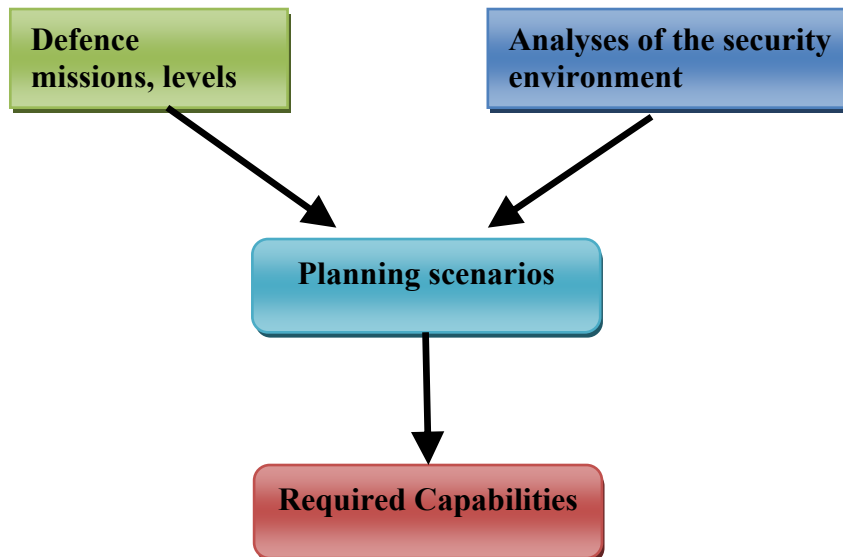 Defence
missions, levels
Analyses of the security
environment
Planning scenarios
Required Capabilities